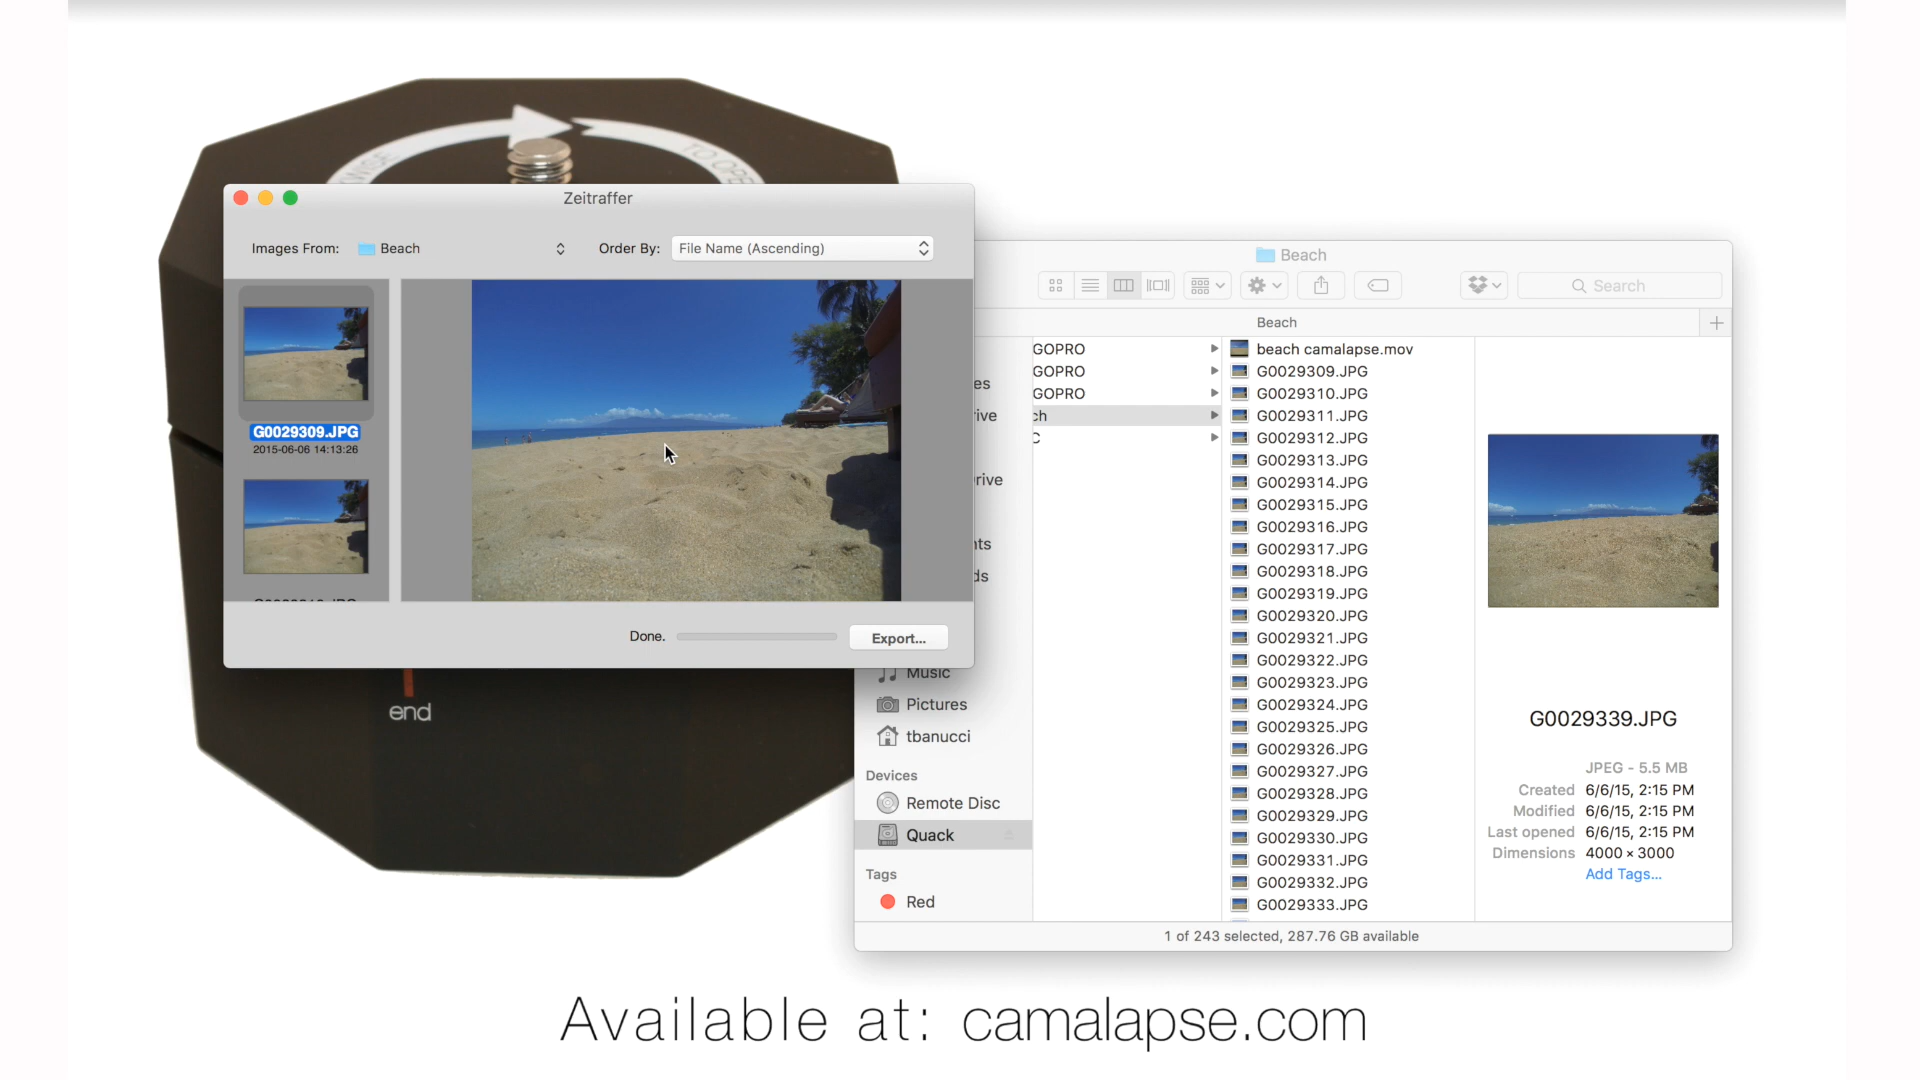 TO OPE
Zeitraffer
Images From: Beach
Order By: File Name (Ascending)
G0029309.JPG
2015-06-06 14:13:26
Done.
Export...
end
Beach
Search
Beach
es
ive
rive
nts
ds
Music
Pictures
tbanucci
Devices
Remote Disc
Quack
Tags
Red
GOPRO
GOPRO
GOPRO
ch
C
beach camalapse.mov
G0029309.JPG
G0029310.JPG
G0029311.JPG
G0029312.JPG
G0029313.JPG
G0029314.JPG
G0029315.JPG
G0029316.JPG
G0029317.JPG
G0029318.JPG
G0029319.JPG
G0029320.JPG
G0029321.JPG
G0029322.JPG
G0029323.JPG
G0029324.JPG
G0029325.JPG
G0029326.JPG
G0029327.JPG
G0029328.JPG
G0029329.JPG
G0029330.JPG
G0029331.JPG
G0029332.JPG
G0029333.JPG
G0029339.JPG
JPEG - 5.5 MB
Created 6/6/15, 2:15 PM
Modified 6/6/15, 2:15 PM
Last opened 6/6/15, 2:15 PM
Dimensions 4000 × 3000
Add Tags...
1 of 243 selected, 287.76 GB available
Available at: camalapse.com